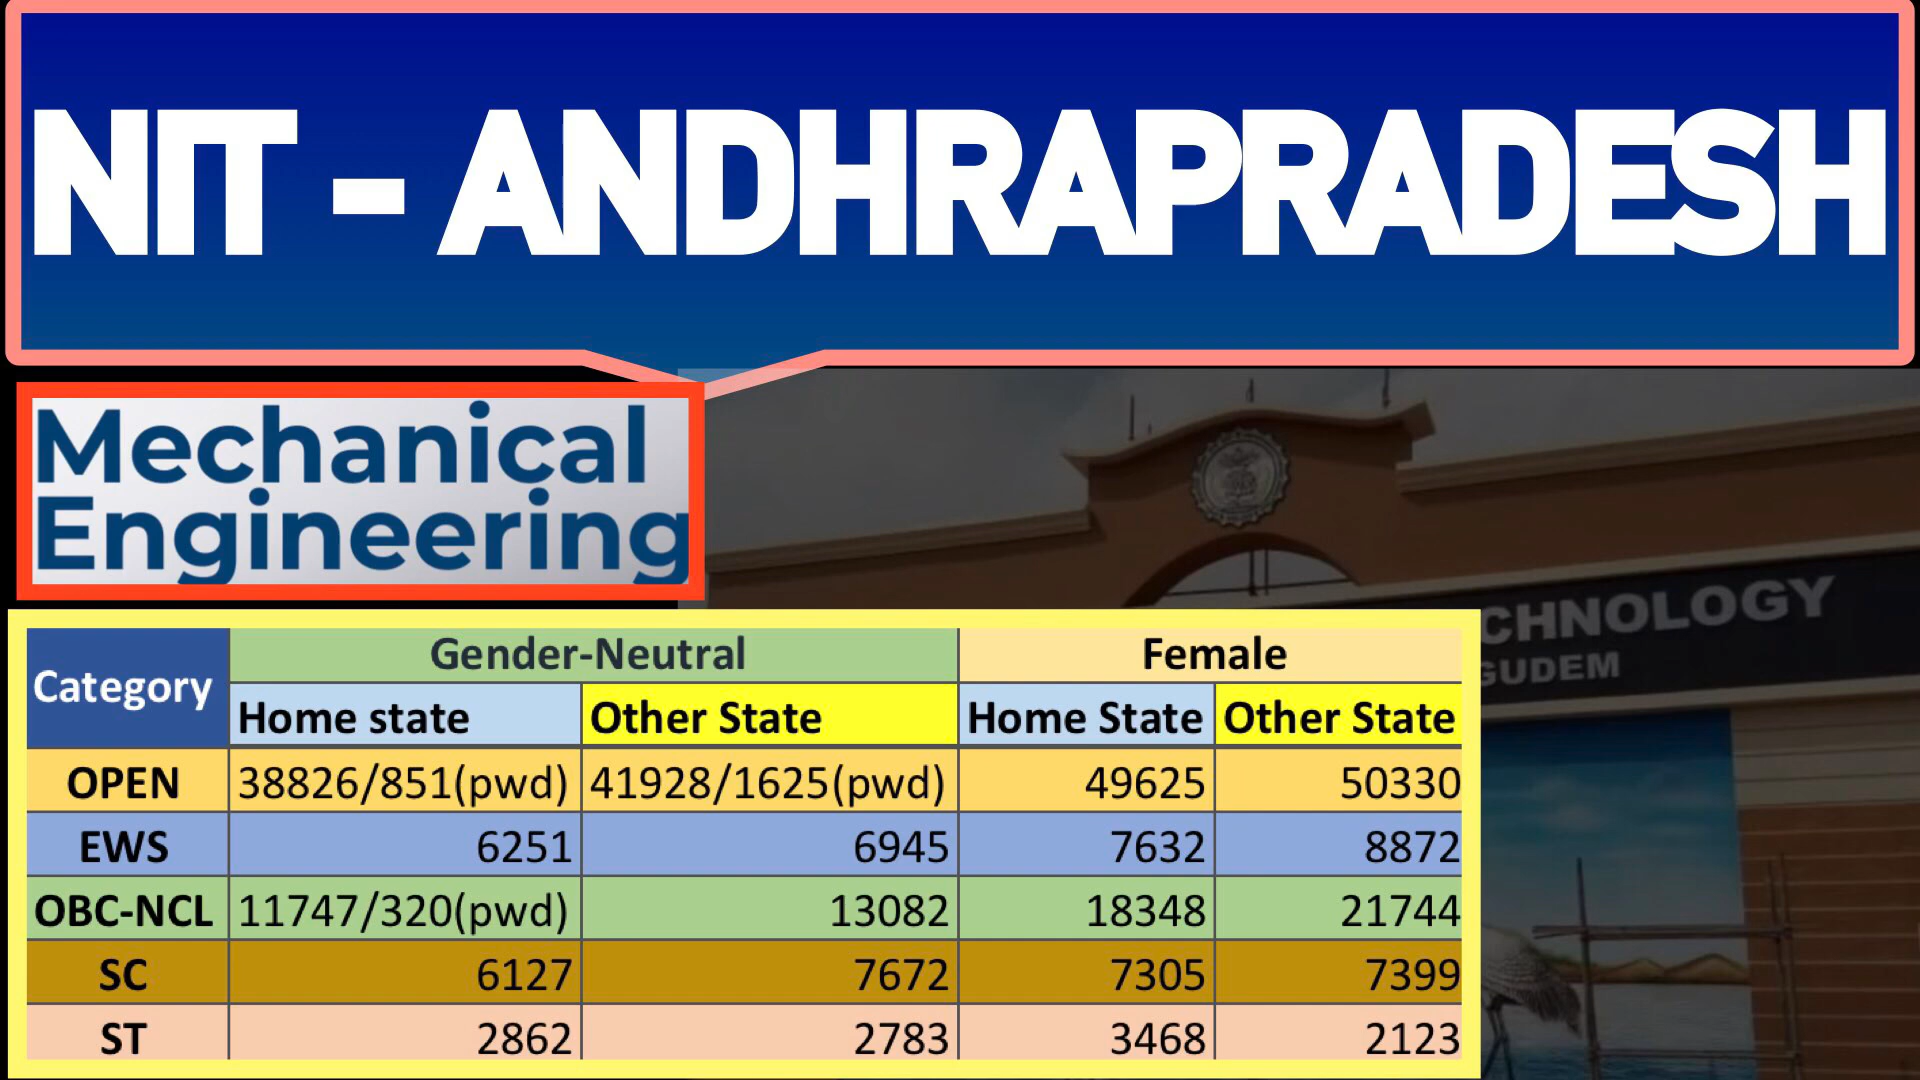 NIT - ANDHRAPRADESH
Mechanical
Engineering
CHNOLOGY
GUDEM
Category Gender-Neutral Female
Home state Other State Home State Other State
OPEN 38826/851(pwd) 41928/1625(pwd) 49625 50330
EWS 6251 6945 7632 8872
OBC-NCL 11747/320(pwd) 13082 18348 21744
SC 6127 7672 7305 7399
ST 2862 2783 3468 2123